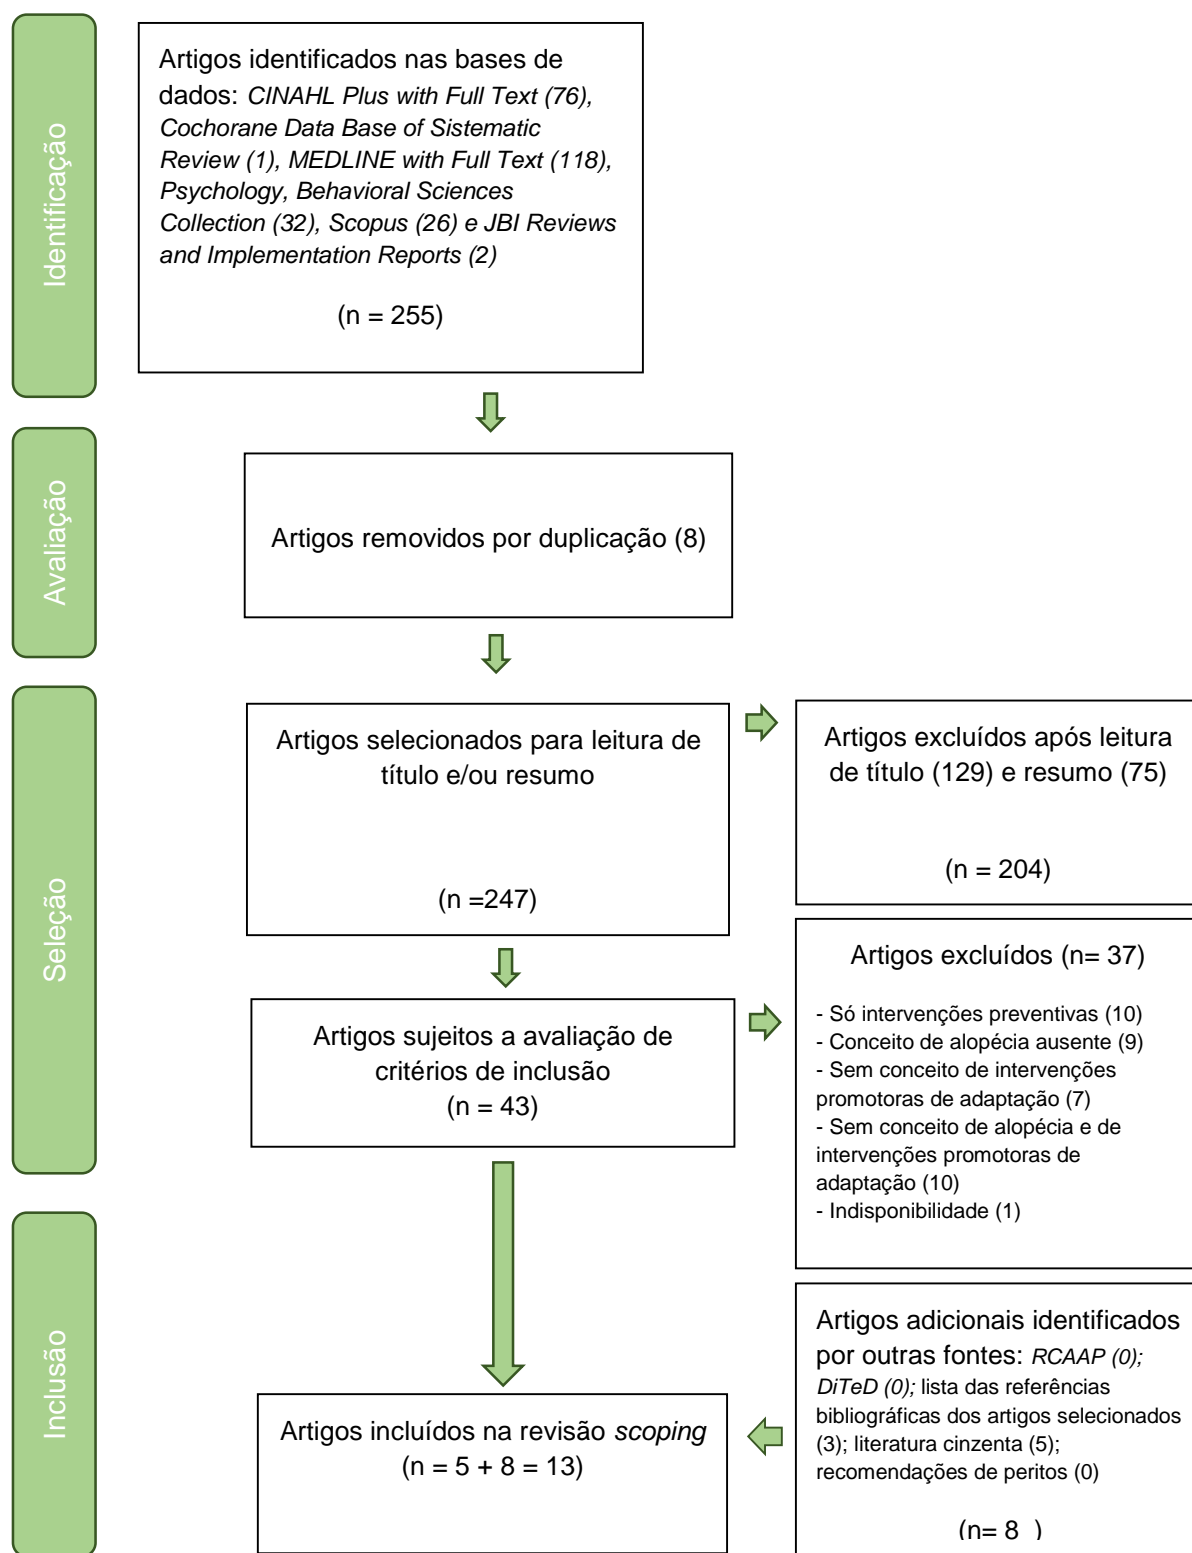 Identificação
Artigos identificados nas bases de
dados: CINAHL Plus with Full Text (76),
Cochorane Data Base of Sistematic
Review (1), MEDLINE with Full Text (118),
Psychology, Behavioral Sciences
Collection (32), Scopus (26) e JBI Reviews
and Implementation Reports (2)
(n = 255)
Avaliação
Artigos removidos por duplicação (8)
Seleção
Artigos selecionados para leitura de
título e/ou resumo
(n =247)
Artigos excluídos após leitura
de título (129) e resumo (75)
(n = 204)
Artigos sujeitos a avaliação de
critérios de inclusão
(n = 43)
Artigos excluídos (n= 37)
- Só intervenções preventivas (10)
- Conceito de alopécia ausente (9)
- Sem conceito de intervenções
promotoras de adaptação (7)
- Sem conceito de alopécia e de
intervenções promotoras de
adaptação (10)
- Indisponibilidade (1)
Inclusão
Artigos incluídos na revisão scoping
(n = 5 + 8 = 13)
Artigos adicionais identificados
por outras fontes: RCAAP (0);
DiTeD (0); lista das referências
bibliográficas dos artigos selecionados
(3); literatura cinzenta (5);
recomendações de peritos (0)
(n= 8 )